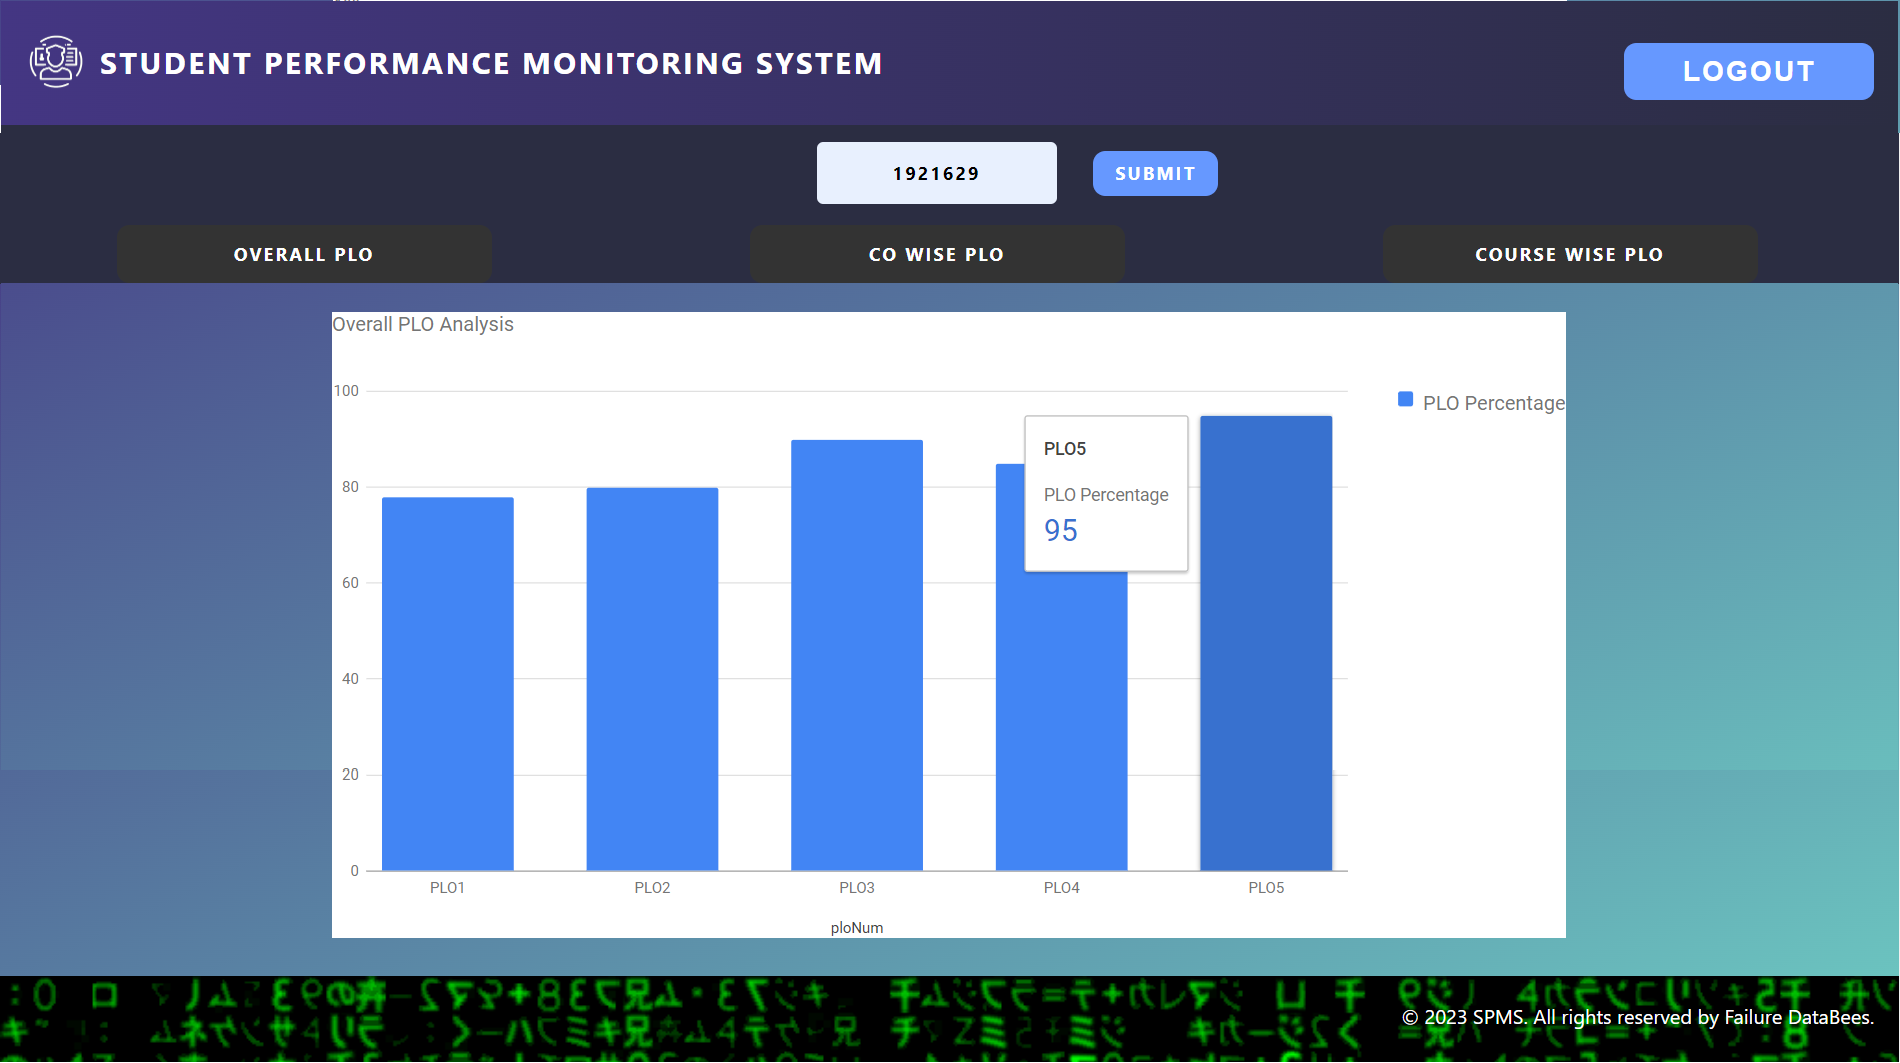 STUDENT PERFORMANCE MONITORING SYSTEM
LOGOUT
1921629
SUBMIT
OVERALL PLO
CO WISE PLO
COURSE WISE PLO
Overall PLO Analysis
100
80
60
40
20
0
PLO Percentage
PLO5
PLO Percentage
95
PLO1
PLO2
PLO3
PLO4
PLO5
ploNum
© 2023 SPMS. All rights reserved by Failure DataBees.